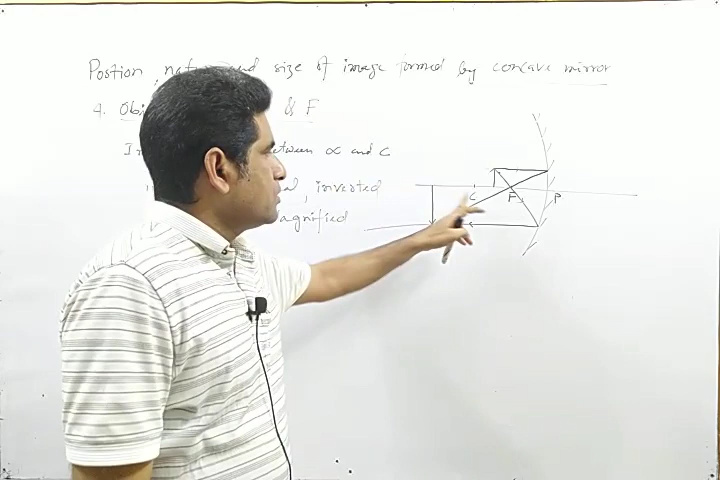 Postion, nat and size of image formed by concave mirror
4. Obj & F
I between ∝ and C
al, inverted
agnified
C F P